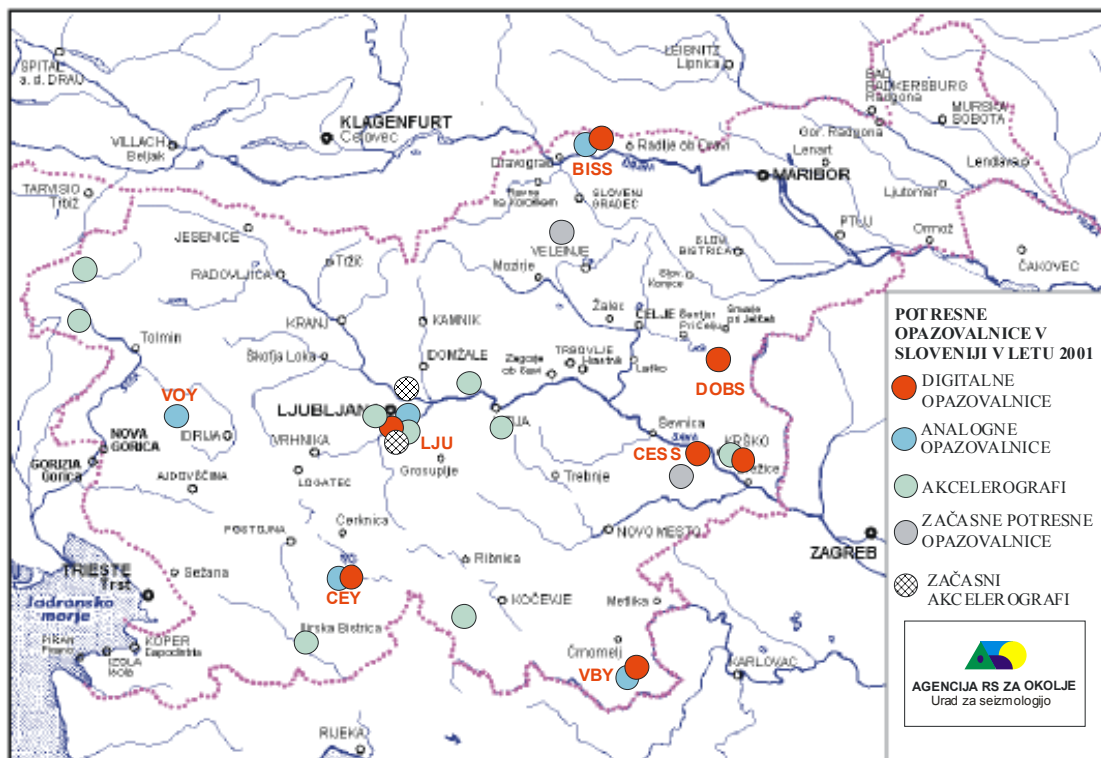 SPITAL
a. d. DRAU
LEIBNITZ
Lipnica
BAD
RADKERSBURG
Radgona
MURSKA
SOBOTA
Gor. Radgona
KLAGENFURT
Celovec
VILLACH
Beljak
Dravograd
Radlje ob Dravi
BISS
Lenart
Lendava
MARIBOR
Ljutomer
TARVISIO
Trbiž
Ravne
na Koroškem
SLOVENJ
GRADEC
JESENICE
PTUJ
Ormož
ČAKOVEC
VELENJE
SLOV.
BISTRICA
Tržič
RADOVLJICA
Mozirje
Slov.
Konjice
Žalec
CELJE
Šentjur
Pri Celju
Šmarje
pri Jelšah
KRANJ
KAMNIK
Tolmin
Škofja Loka
DOMŽALE
Zagorje
ob Savi
TRBOVLJE
Hrastnik
Laško
DOBS
VOY
LJUBLJANA
LJU
IDRIJA
VRHNIKA
Grosuplje
Sevnica
Sava
KRŠKO
CESS
NOVA
GORICA
GORIZIA
Gorica
AJDOVŠČINA
LOGATEC
Trebnje
POSTOJNA
Cerknica
NOVO MESTO
ZAGREB
Ribnica
TRIESTE
Trst
Sežana
CEY
KOČEVJE
Metlika
Jadransko
morje
Ilirska Bistrica
Črnomelj
VBY
KARLOVAC
KOPER
Capodistria
PIRAN
Pirano
IZOLA
Isola
RIJEKA
POTRESNE
OPAZOVALNICE V
SLOVENIJI V LETU 2001
DIGITALNE
OPAZOVALNICE
ANALOGNE
OPAZOVALNICE
AKCELEROGRAFI
ZAČASNE POTRESNE
OPAZOVALNICE
ZAČASNI
AKCELEROGRAFI
AGENCIJA RS ZA OKOLJE
Urad za seizmologijo